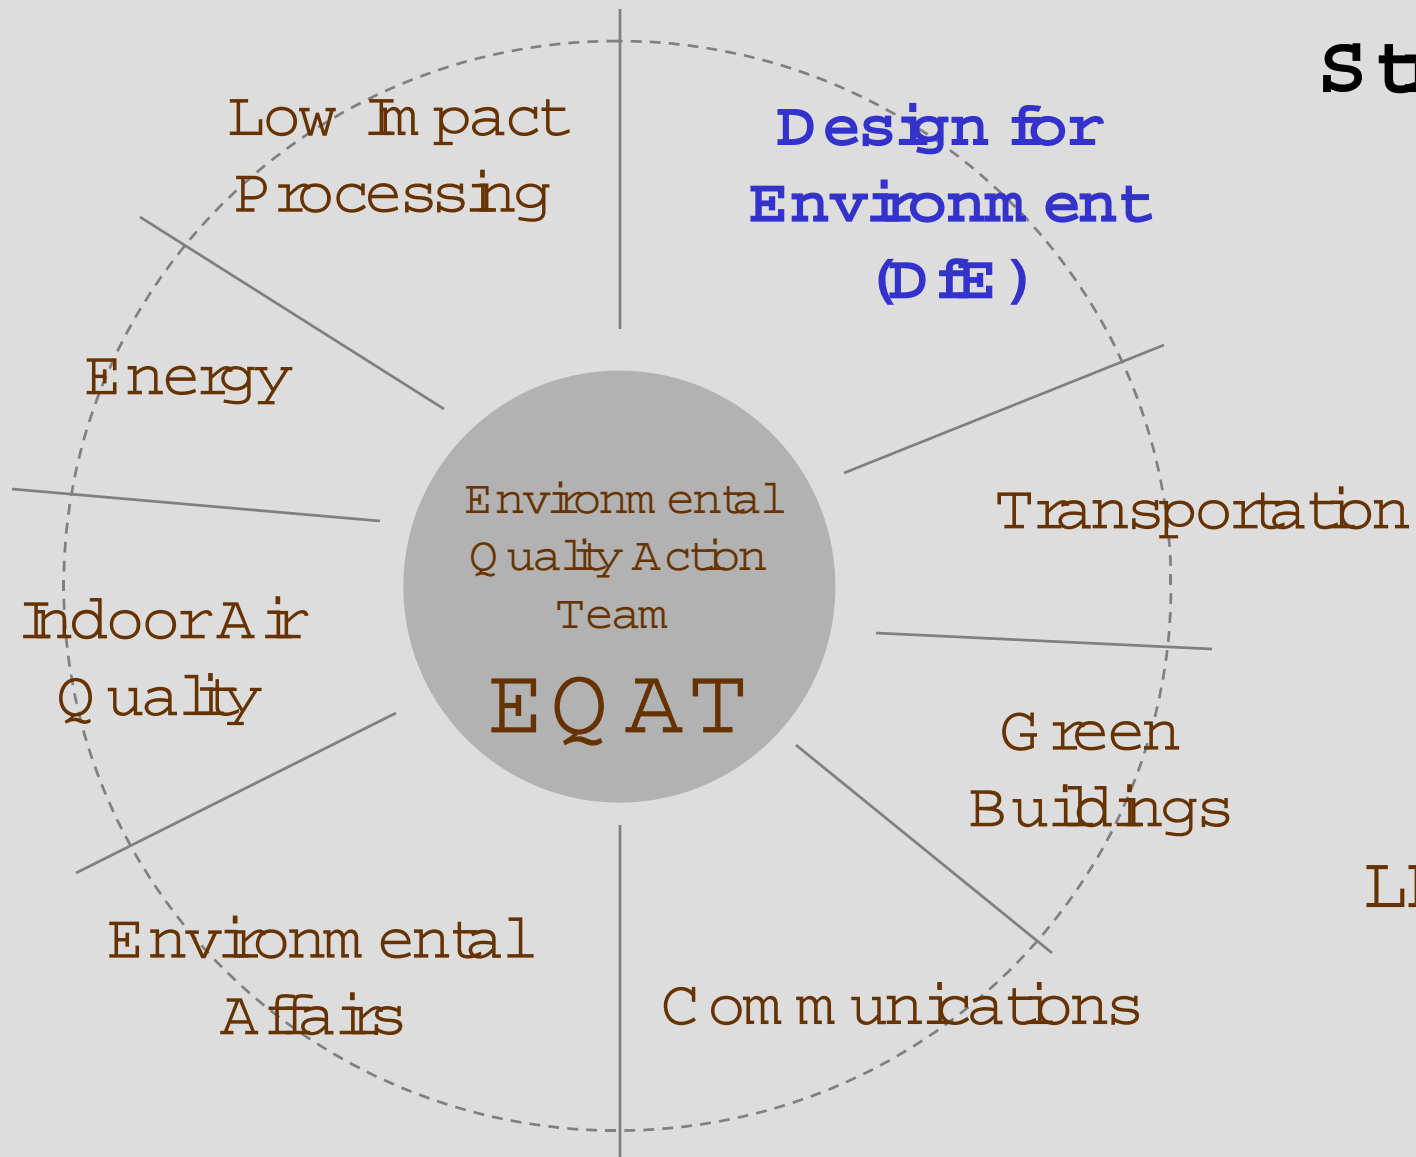 Low Impact
Processing
Design for
Environment
(DfE)
Energy
Transportation
Environmental
Quality Action
Team
EQAT
Indoor Air
Quality
Green
Buildings
Environmental
Affairs
Communications